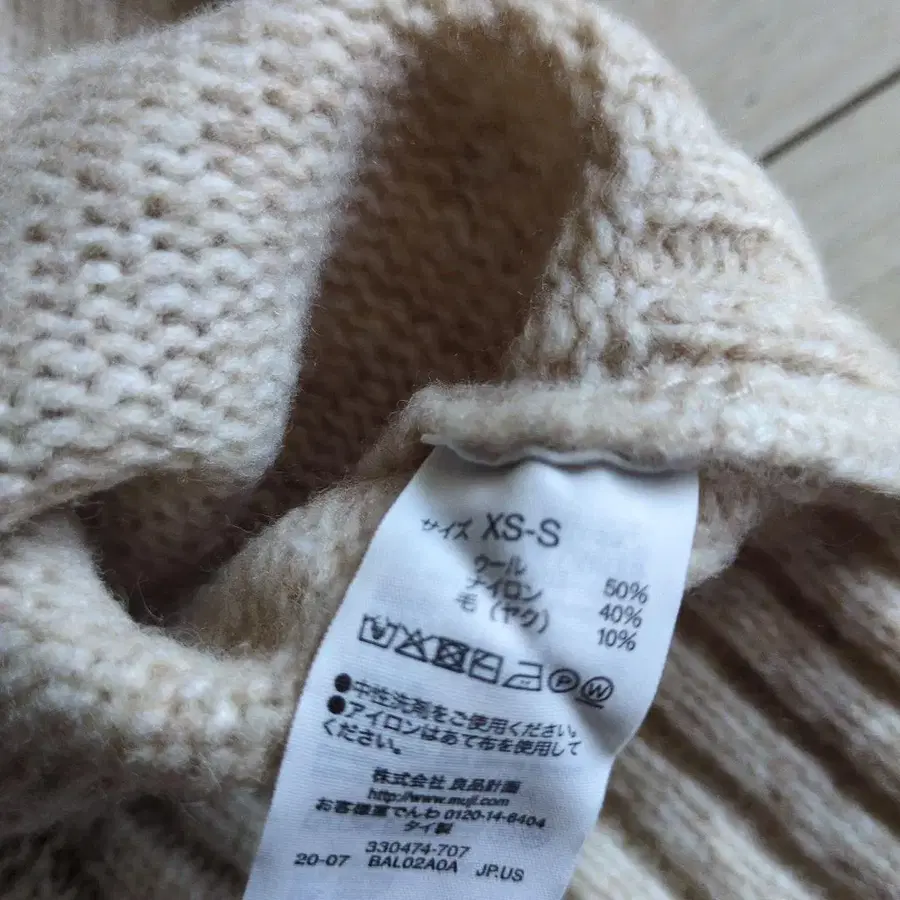 サイズ XS-S
ウール 50%
ナイロン 40%
毛(ヤク) 10%
P W
●中性洗剤をご使用ください。
●アイロンはあて布を使用して
ください。
株式会社 良品計画
http://www.muji.com
お客様室でんわ 0120-14-6404
タイ製
330474-707
20-07 BAL02A0A JP.US